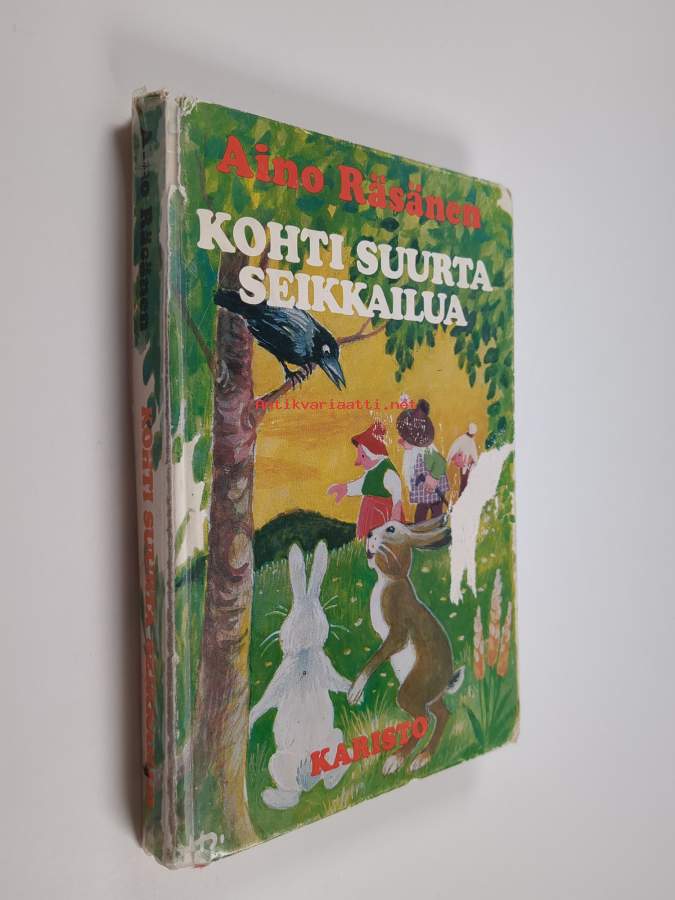 Aino Räsänen
KOHTI SUURTA
SEIKKAILUA
antikvariaatti.net
KARISTO
Aino Räsänen
KOHTI SUURTA SEIKKAILUA